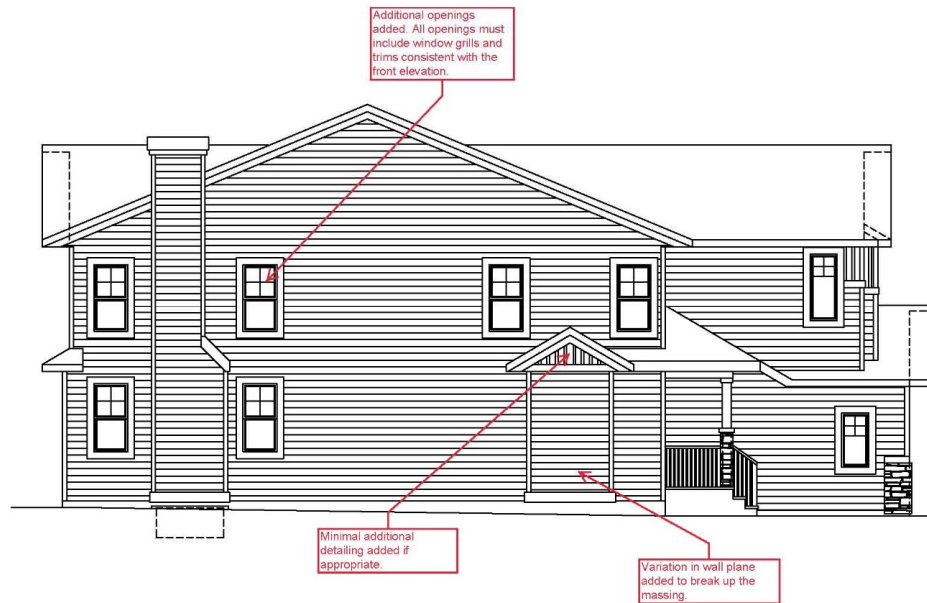 Additional openings
added. All openings must
include window grills and
trims consistent with the
front elevation.
Minimal additional
detailing added if
appropriate.
Variation in wall plane
added to break up the
massing.